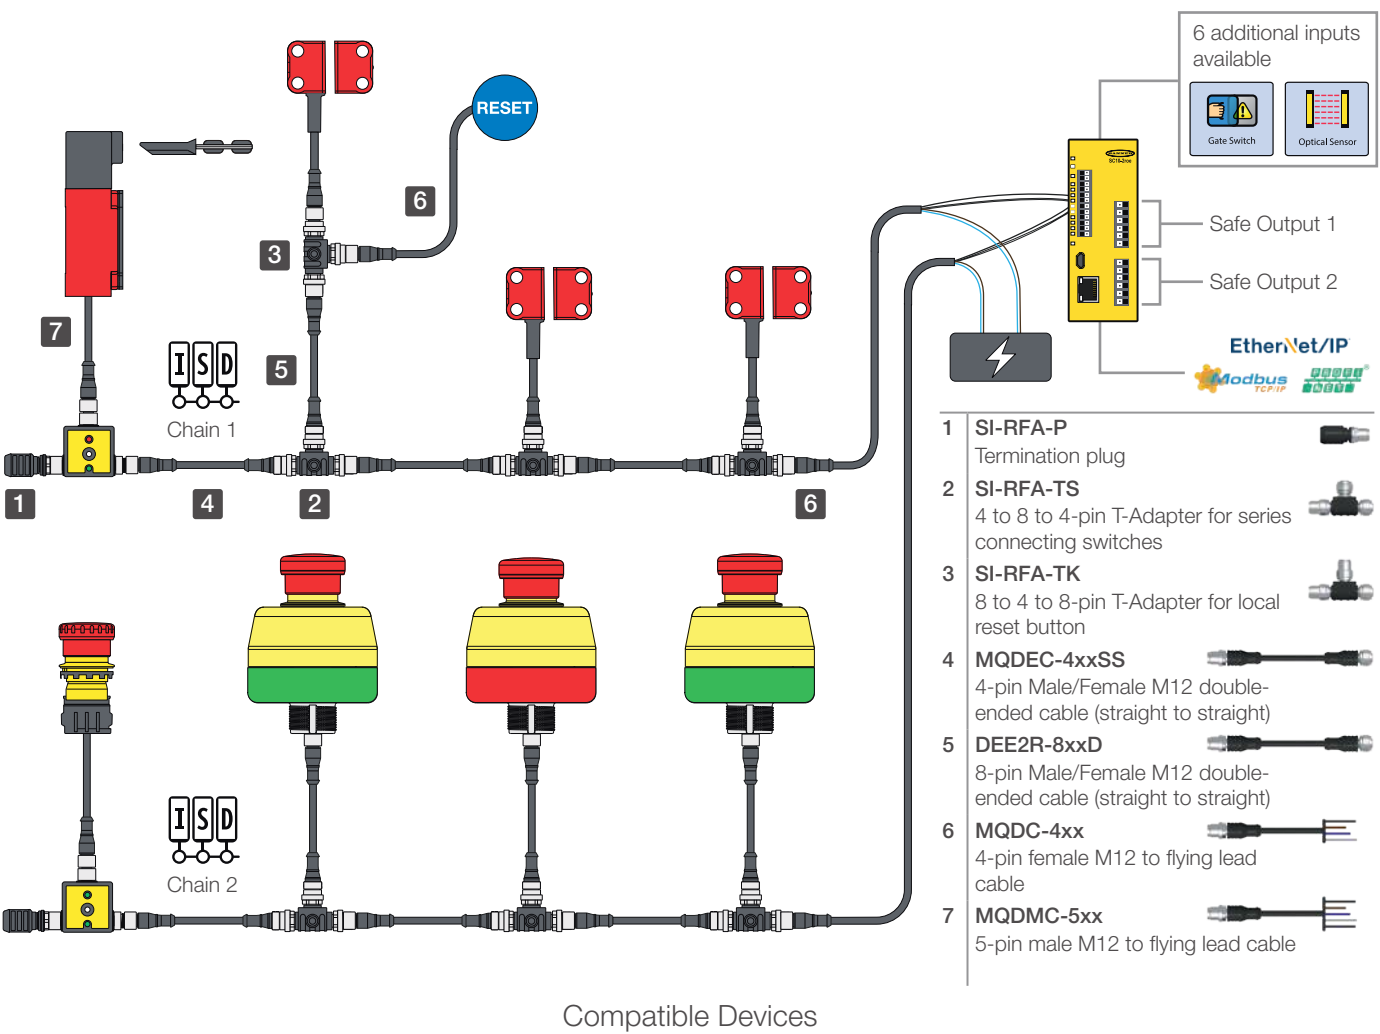 6 additional inputs
available
Gate Switch
Optical Sensor
RESET
BANNER
SC10-2roe
6
3
7
5
ISD
Chain 1
1
4
2
6
Safe Output 1
Safe Output 2
EtherNet/IP
Modbus
TCP/IP
PROFI
NET
ISD
Chain 2
1 SI-RFA-P
Termination plug
2 SI-RFA-TS
4 to 8 to 4-pin T-Adapter for series
connecting switches
3 SI-RFA-TK
8 to 4 to 8-pin T-Adapter for local
reset button
4 MQDEC-4xxSS
4-pin Male/Female M12 double-
ended cable (straight to straight)
5 DEE2R-8xxD
8-pin Male/Female M12 double-
ended cable (straight to straight)
6 MQDC-4xx
4-pin female M12 to flying lead
cable
7 MQDMC-5xx
5-pin male M12 to flying lead cable
Compatible Devices